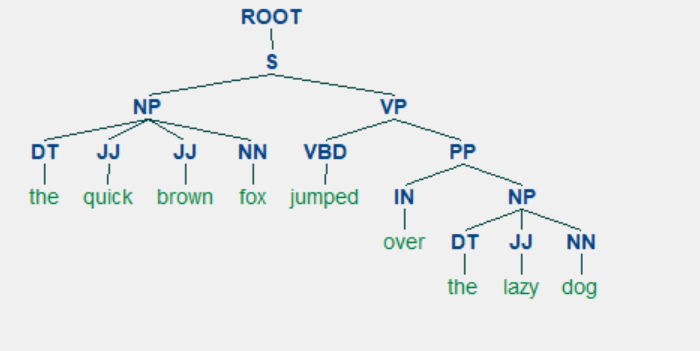 ROOT
S
NP VP
DT JJ JJ NN VBD PP
the quick brown fox jumped IN NP
over DT JJ NN
the lazy dog